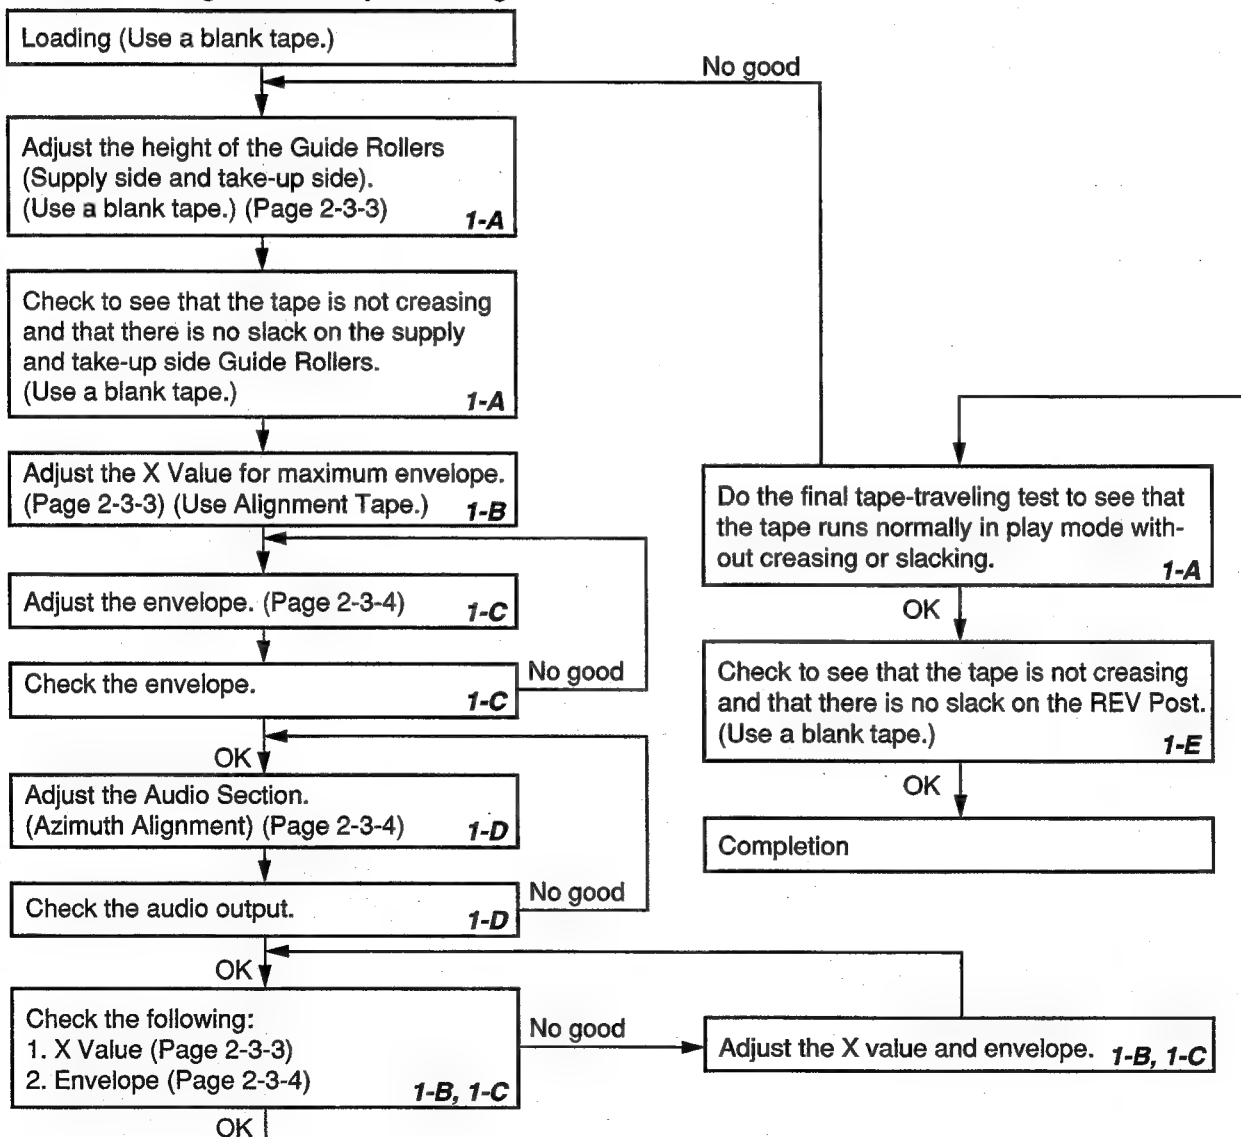 Loading (Use a blank tape.)
No good
Adjust the height of the Guide Rollers
(Supply side and take-up side).
(Use a blank tape.) (Page 2-3-3)
1-A
Check to see that the tape is not creasing
and that there is no slack on the supply
and take-up side Guide Rollers.
(Use a blank tape.)
1-A
Adjust the X Value for maximum envelope.
(Page 2-3-3) (Use Alignment Tape.)
1-B
Adjust the envelope. (Page 2-3-4)
1-C
Check the envelope.
1-C
No good
OK
Adjust the Audio Section.
(Azimuth Alignment) (Page 2-3-4)
1-D
Check the audio output.
1-D
No good
OK
Check the following:
1. X Value (Page 2-3-3)
2. Envelope (Page 2-3-4)
1-B, 1-C
No good
Adjust the X value and envelope.
1-B, 1-C
OK
Do the final tape-traveling test to see that
the tape runs normally in play mode with-
out creasing or slacking.
1-A
OK
Check to see that the tape is not creasing
and that there is no slack on the REV Post.
(Use a blank tape.)
1-E
OK
Completion